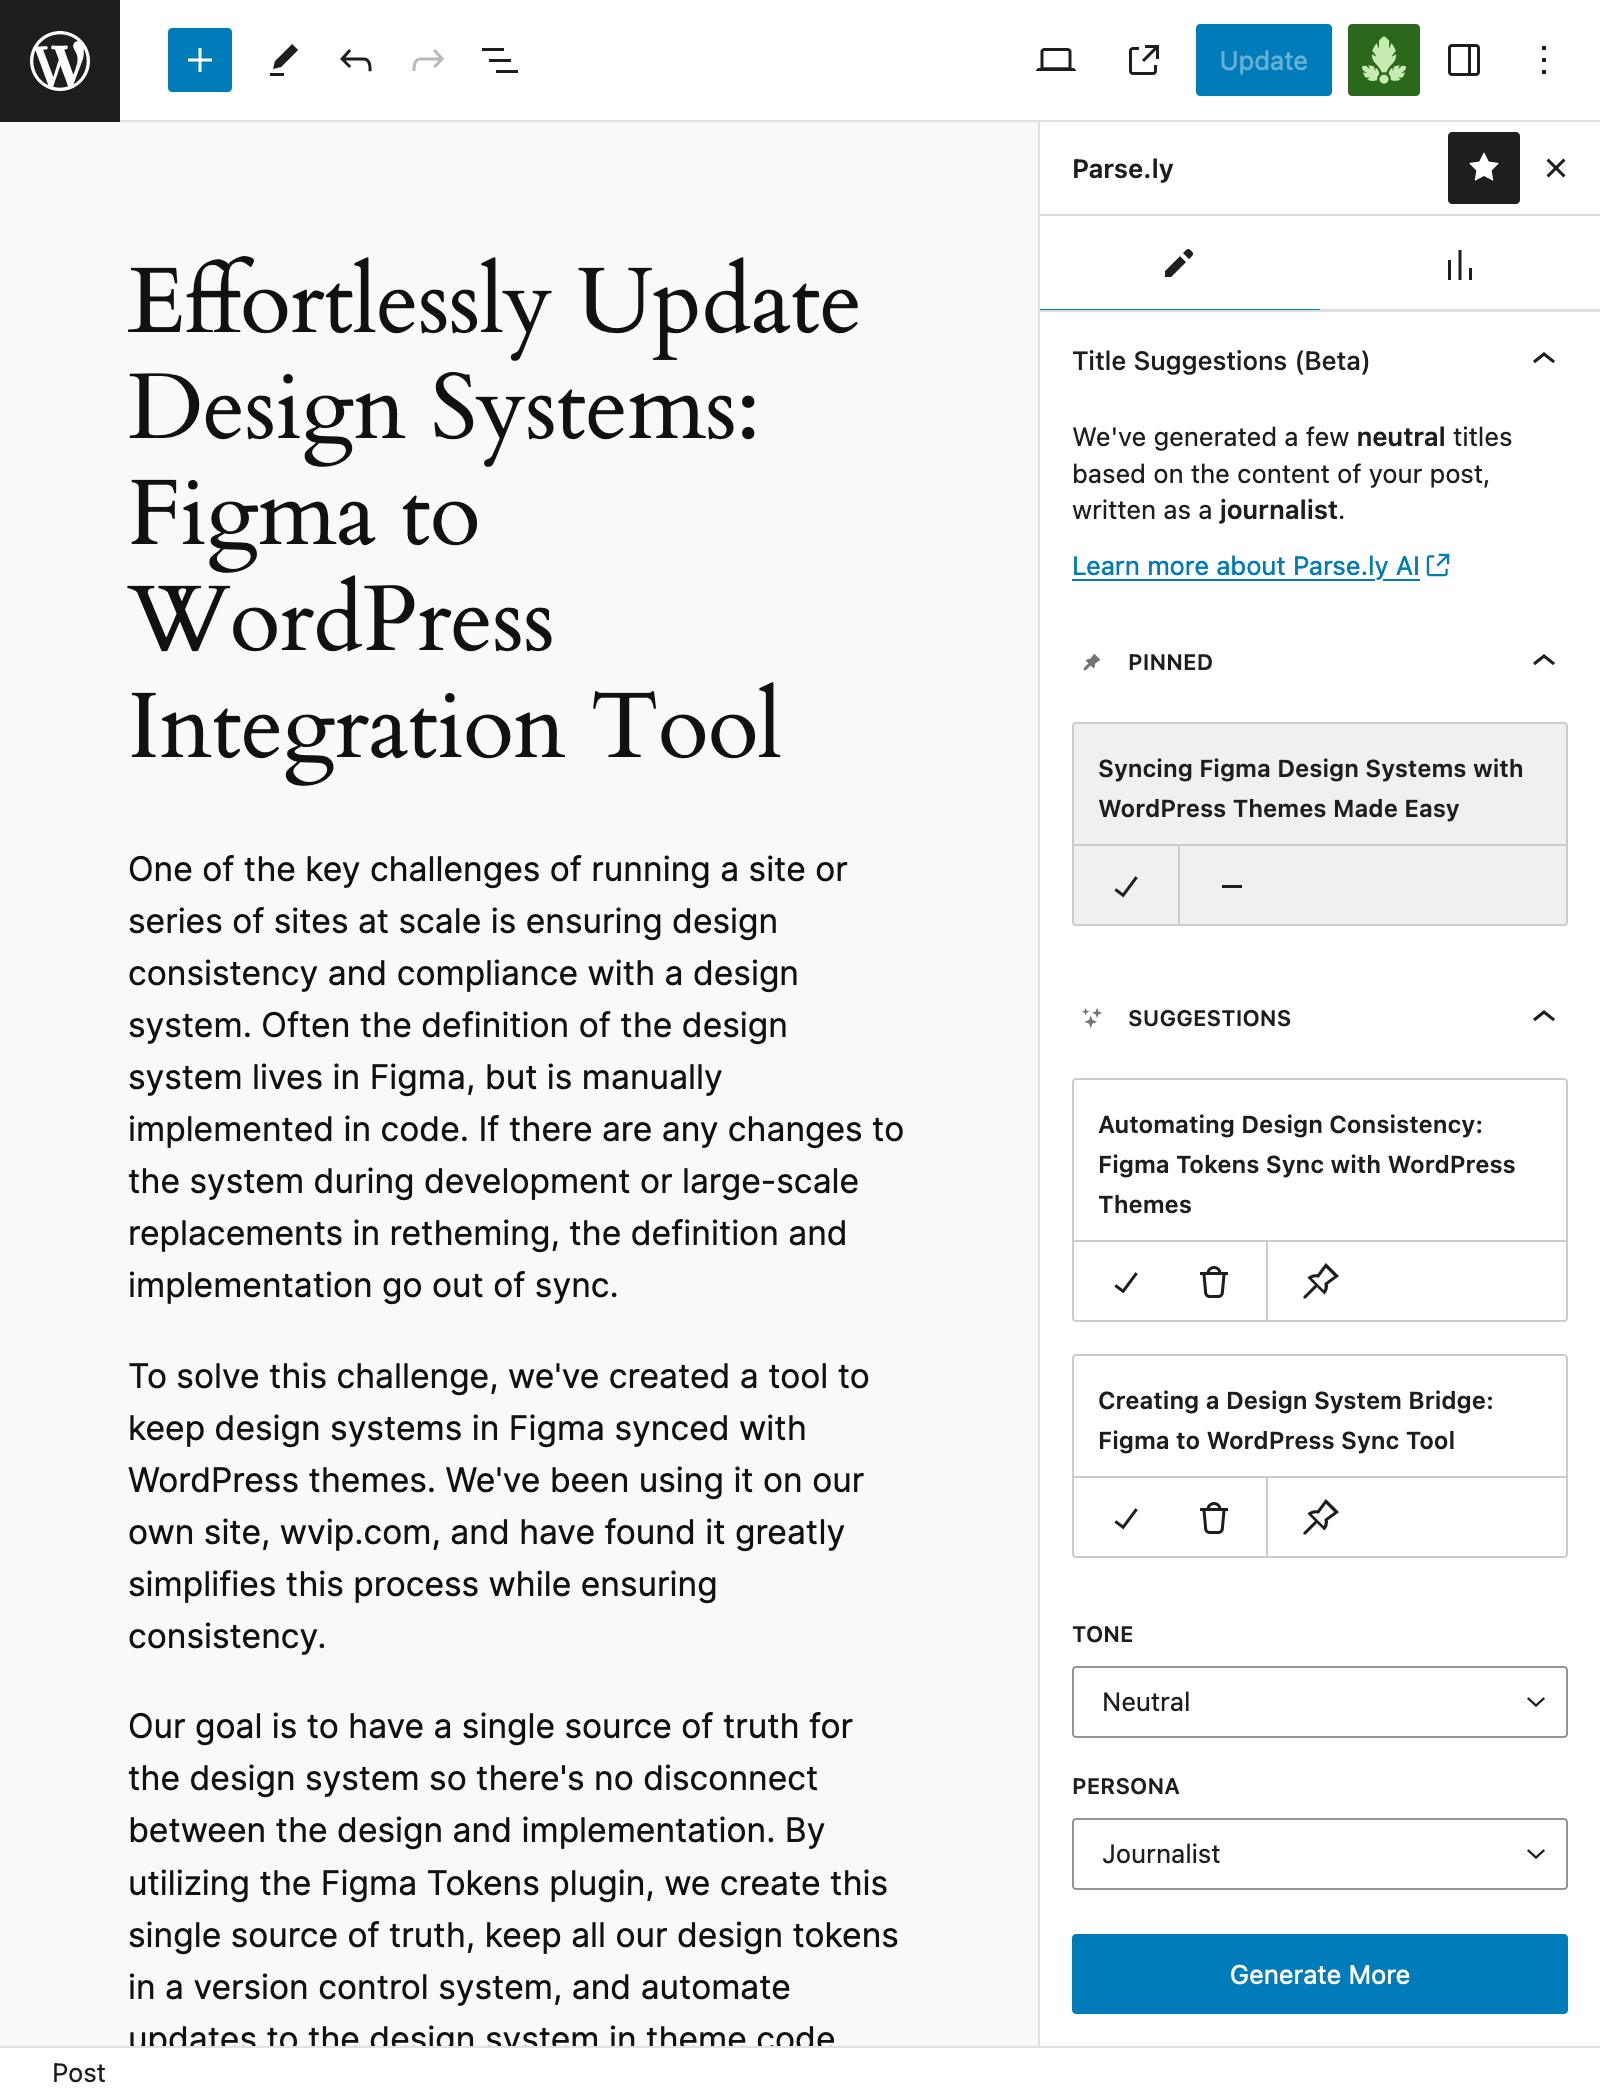 Update
Effortlessly Update
Design Systems:
Figma to
WordPress
Integration Tool
One of the key challenges of running a site or
series of sites at scale is ensuring design
consistency and compliance with a design
system. Often the definition of the design
system lives in Figma, but is manually
implemented in code. If there are any changes to
the system during development or large-scale
replacements in retheming, the definition and
implementation go out of sync.
To solve this challenge, we've created a tool to
keep design systems in Figma synced with
WordPress themes. We've been using it on our
own site, wvip.com, and have found it greatly
simplifies this process while ensuring
consistency.
Our goal is to have a single source of truth for
the design system so there's no disconnect
between the design and implementation. By
utilizing the Figma Tokens plugin, we create this
single source of truth, keep all our design tokens
in a version control system, and automate
updates to the design system in theme code
Parse.ly
Title Suggestions (Beta)
We've generated a few neutral titles
based on the content of your post,
written as a journalist.
Learn more about Parse.ly AI
PINNED
Syncing Figma Design Systems with
WordPress Themes Made Easy
SUGGESTIONS
Automating Design Consistency:
Figma Tokens Sync with WordPress
Themes
Creating a Design System Bridge:
Figma to WordPress Sync Tool
TONE
Neutral
PERSONA
Journalist
Generate More
Post